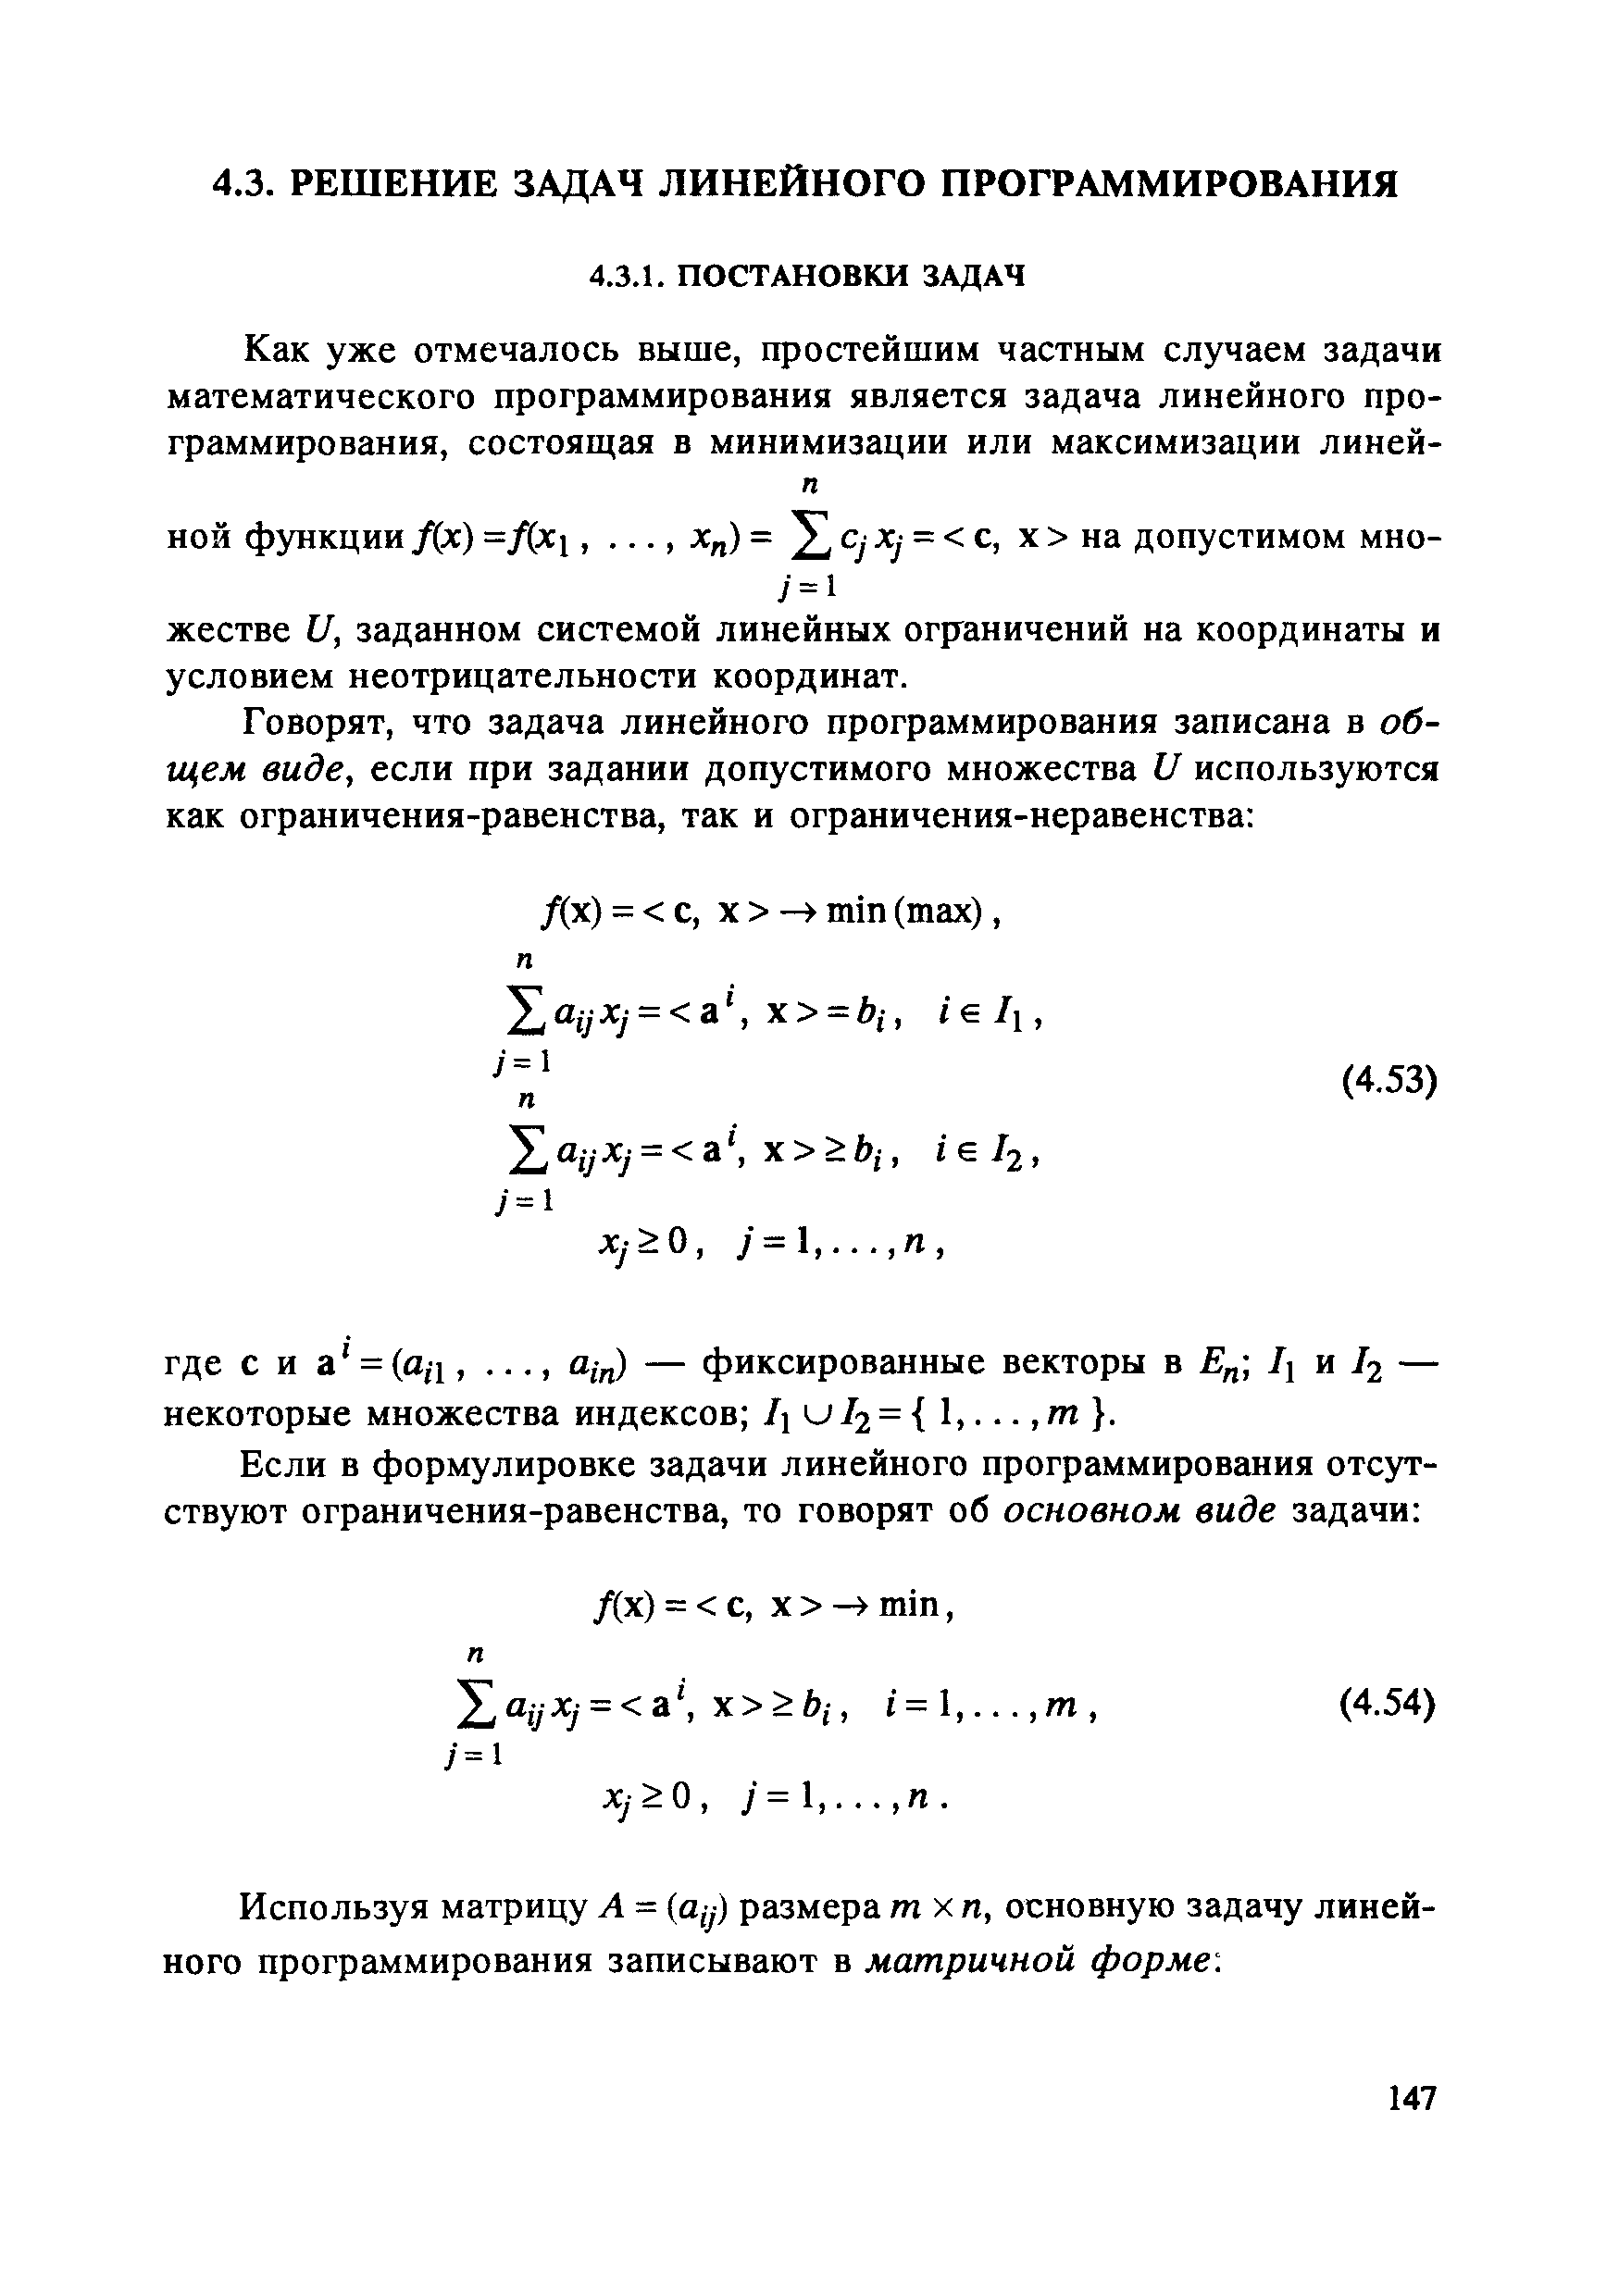 4.3. РЕШЕНИЕ ЗАДАЧ ЛИНЕЙНОГО ПРОГРАММИРОВАНИЯ
4.3.1. ПОСТАНОВКИ ЗАДАЧ
Как уже отмечалось выше, простейшим частным случаем задачи
математического программирования является задача линейного про-
граммирования, состоящая в минимизации или максимизации линей-
n
ной функции f(x) = f(x₁, ..., xₙ) = ∑ cⱼ xⱼ = < c, x > на допустимом мно-
j = 1
жестве U, заданном системой линейных ограничений на координаты и
условием неотрицательности координат.
Говорят, что задача линейного программирования записана в об-
щем виде, если при задании допустимого множества U используются
как ограничения-равенства, так и ограничения-неравенства:
f(x) = < c, x > → min (max) ,
n
∑ aᵢⱼ xⱼ = < aⁱ, x > = bᵢ , i ∈ I₁ ,
j = 1
(4.53)
n
∑ aᵢⱼ xⱼ = < aⁱ, x > ≥ bᵢ , i ∈ I₂ ,
j = 1
xⱼ ≥ 0 , j = 1,...,n ,
где c и aⁱ = (aᵢ₁ , ..., aᵢₙ) — фиксированные векторы в Eₙ; I₁ и I₂ —
некоторые множества индексов; I₁ ∪ I₂ = { 1,...,m }.
Если в формулировке задачи линейного программирования отсут-
ствуют ограничения-равенства, то говорят об основном виде задачи:
f(x) = < c, x > → min ,
n
∑ aᵢⱼ xⱼ = < aⁱ, x > ≥ bᵢ , i = 1,...,m , (4.54)
j = 1
xⱼ ≥ 0 , j = 1,...,n .
Используя матрицу A = (aᵢⱼ) размера m × n, основную задачу линей-
ного программирования записывают в матричной форме:
147